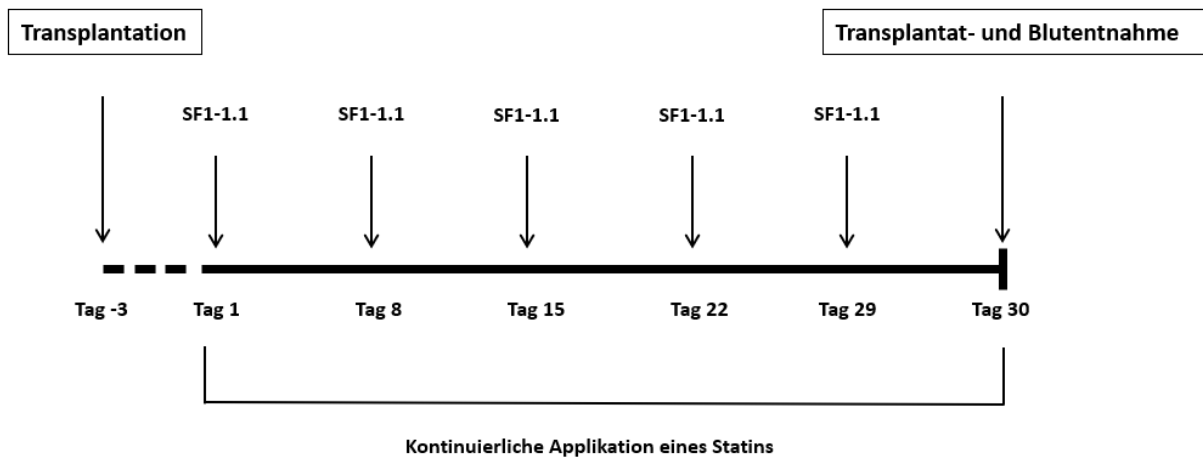 Transplantation
Transplantat- und Blutentnahme
SF1-1.1 SF1-1.1 SF1-1.1 SF1-1.1 SF1-1.1
Tag -3 Tag 1 Tag 8 Tag 15 Tag 22 Tag 29 Tag 30
Kontinuierliche Applikation eines Statins